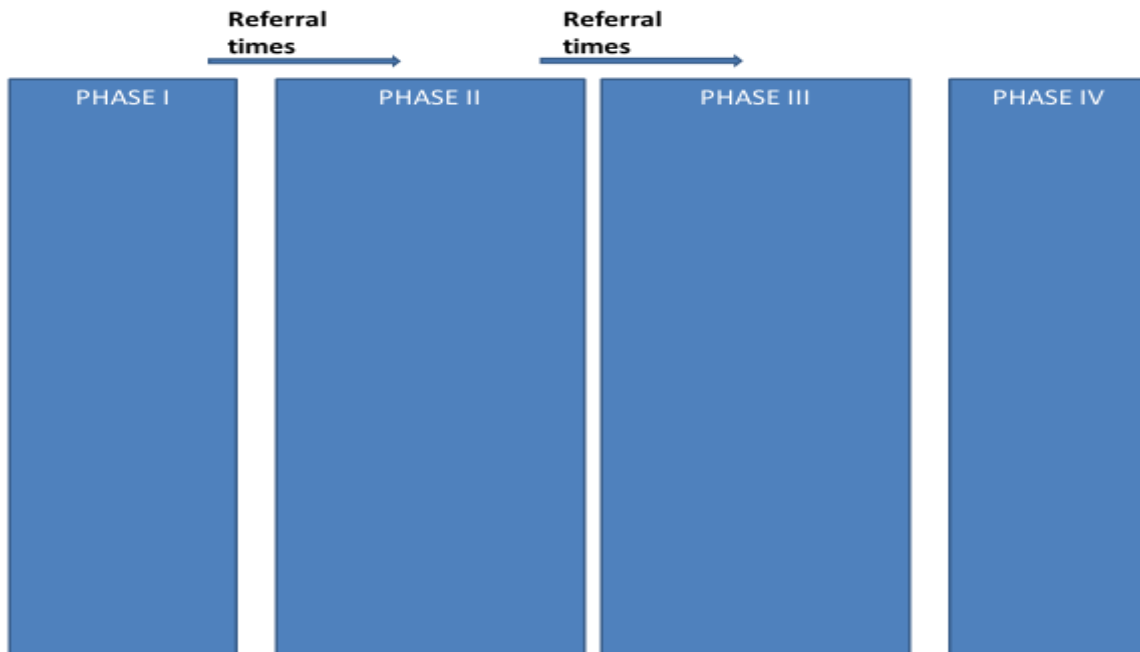 Referral
times
Referral
times
PHASE I
PHASE II
PHASE III
PHASE IV